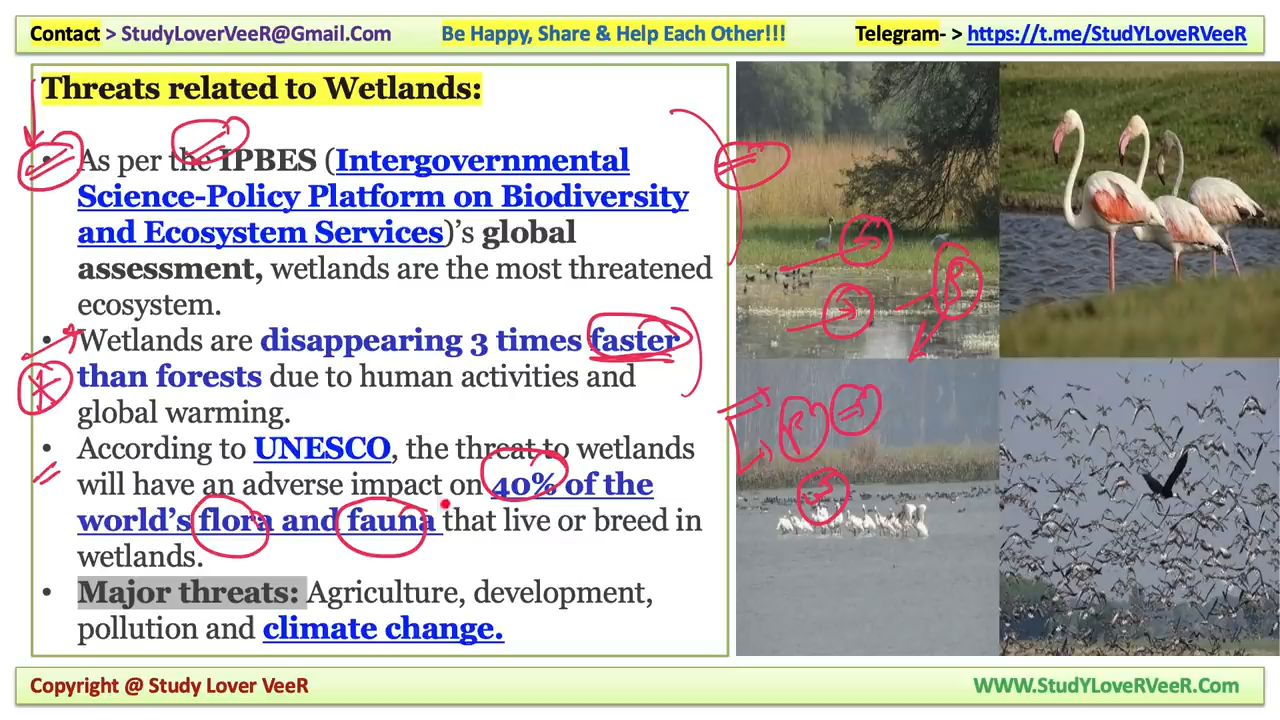 Contact > StudyLoverVeeR@Gmail.Com Be Happy, Share & Help Each Other!!! Telegram- > https://t.me/StudYLoveRVeeR
Threats related to Wetlands:
• As per the IPBES (Intergovernmental
Science-Policy Platform on Biodiversity
and Ecosystem Services)’s global
assessment, wetlands are the most threatened
ecosystem.
• Wetlands are disappearing 3 times faster
than forests due to human activities and
global warming.
• According to UNESCO, the threat to wetlands
will have an adverse impact on 40% of the
world’s flora and fauna that live or breed in
wetlands.
• Major threats: Agriculture, development,
pollution and climate change.
Copyright @ Study Lover VeeR WWW.StudYLoveRVeeR.Com